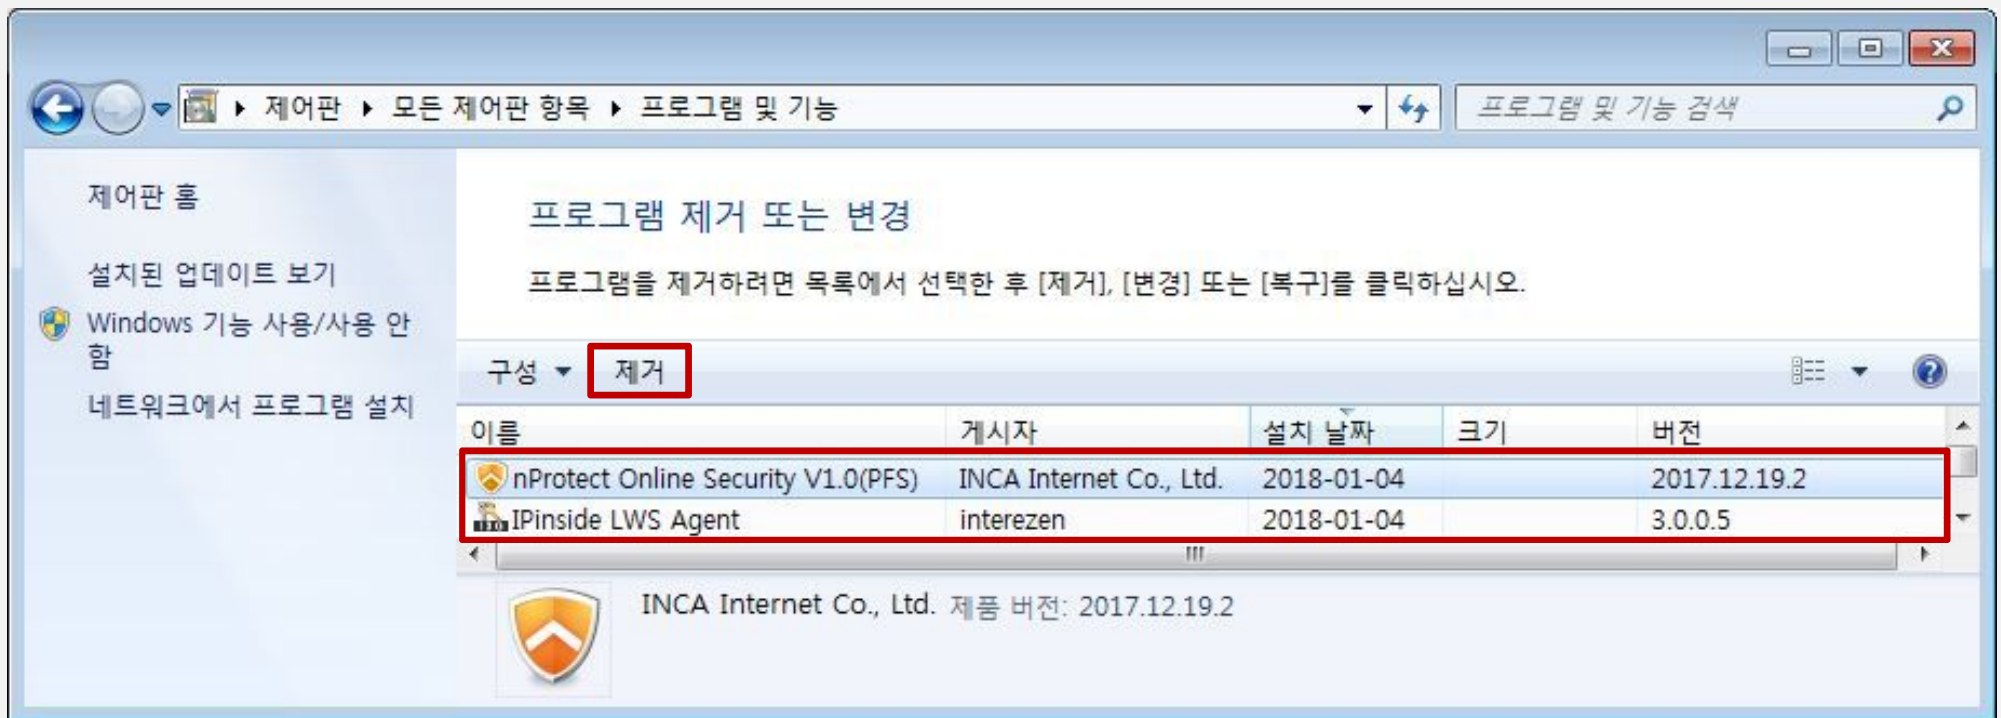 제어판 ▶ 모든 제어판 항목 ▶ 프로그램 및 기능
프로그램 및 기능 검색
제어판 홈
설치된 업데이트 보기
Windows 기능 사용/사용 안
함
네트워크에서 프로그램 설치
프로그램 제거 또는 변경
프로그램을 제거하려면 목록에서 선택한 후 [제거], [변경] 또는 [복구]를 클릭하십시오.
구성 제거
이름 게시자 설치 날짜 크기 버전
nProtect Online Security V1.0(PFS) INCA Internet Co., Ltd. 2018-01-04 2017.12.19.2
IPinside LWS Agent interezen 2018-01-04 3.0.0.5
INCA Internet Co., Ltd. 제품 버전: 2017.12.19.2